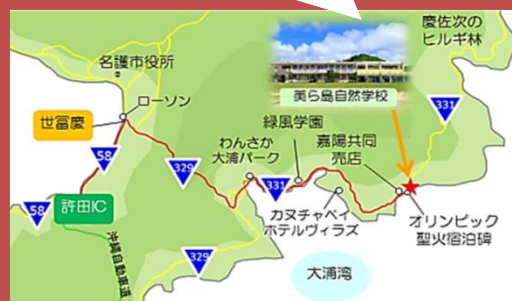 慶佐次の
ヒルギ林
名護市役所
美ら島自然学校
331
ローソン
世冨慶
緑風学園
嘉陽共同
売店
わんさか
大浦パーク
58
329
331
カヌチャベイ
ホテルヴィラズ
オリンピック
聖火宿泊碑
58
許田IC
沖縄自動車道
329
大浦湾